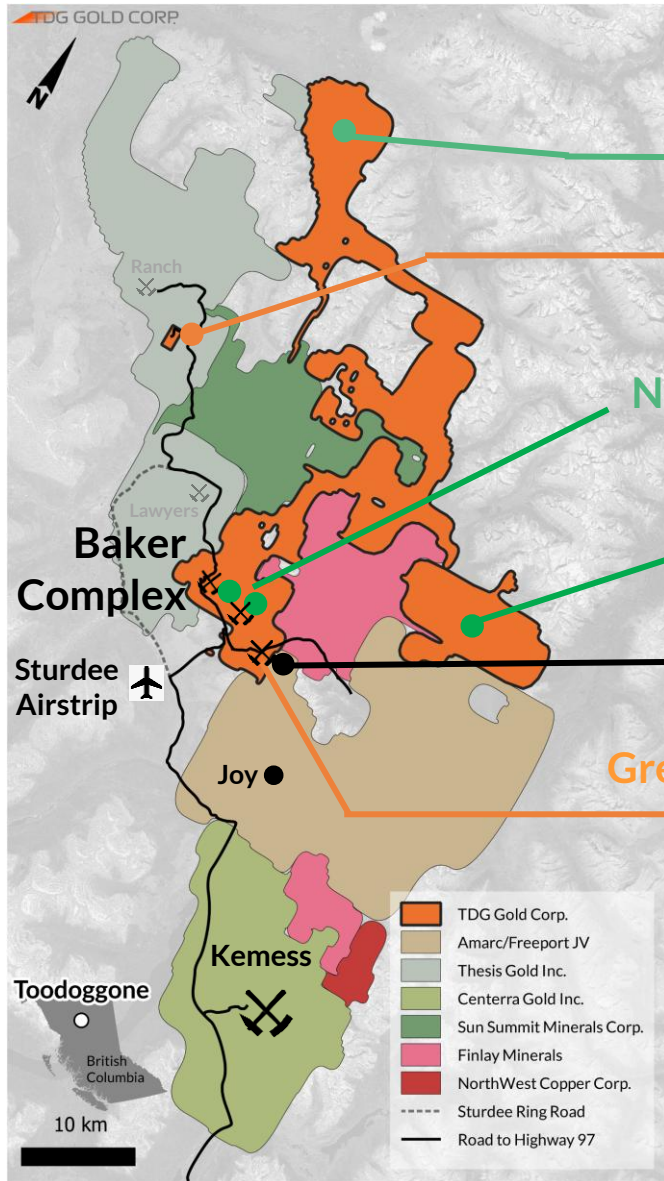 TDG GOLD CORP.
N
Ranch
N
Lawyers
Baker
Complex
Sturdee
Airstrip
Joy
Gre
Kemess
Toodoggone
British
Columbia
10 km
TDG Gold Corp.
Amarc/Freeport JV
Thesis Gold Inc.
Centerra Gold Inc.
Sun Summit Minerals Corp.
Finlay Minerals
NorthWest Copper Corp.
Sturdee Ring Road
Road to Highway 97